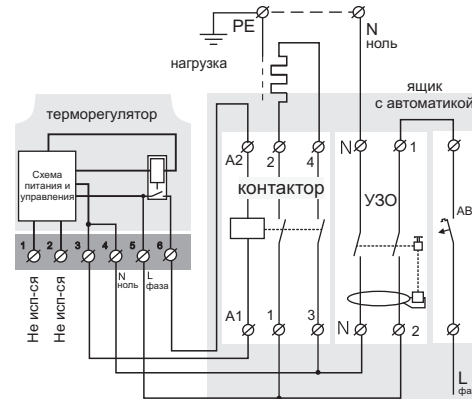 PE
N
ноль
нагрузка
ящик
с автоматикой
терморегулятор
A2
2
4
N
1
Схема
питания и
управления
контактор
УЗО
АВ
1
2
3
4
5
6
N
ноль
L
фаза
Не исп-ся
Не исп-ся
A1
1
3
N
2
L
фа